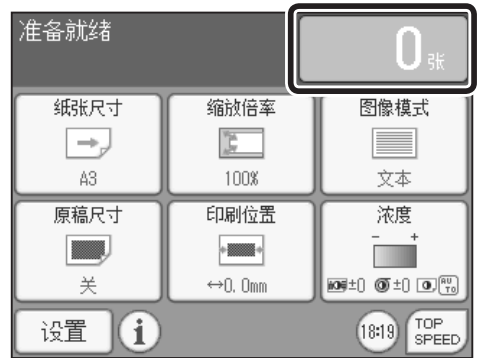 准备就绪
0张
纸张尺寸
A3
缩放倍率
100%
图像模式
文本
原稿尺寸
关
印刷位置
↔0.0mm
浓度
- +
±0 ±0 AUTO
设置
i
18:19
TOP SPEED